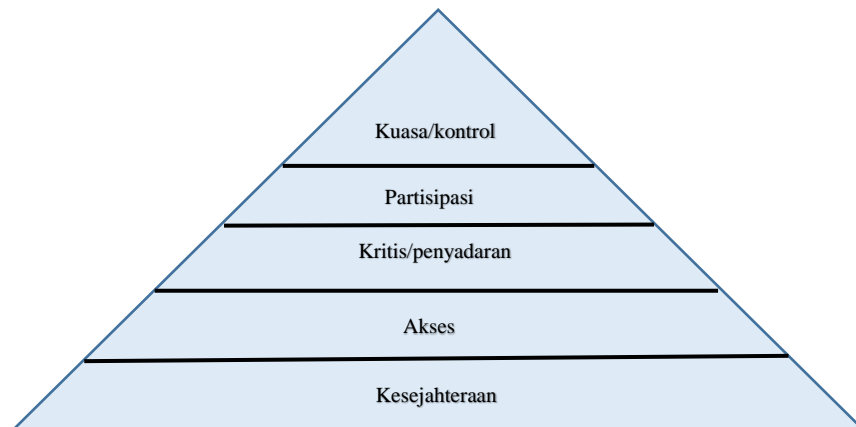 Kuasa/kontrol
Partisipasi
Kritis/penyadaran
Akses
Kesejahteraan